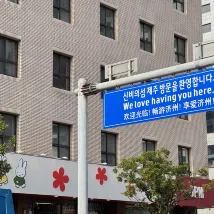 신비의섬 제주 방문을 환영합니다.
We love having you here.
欢迎光临! 畅游济州! 享爱济州!